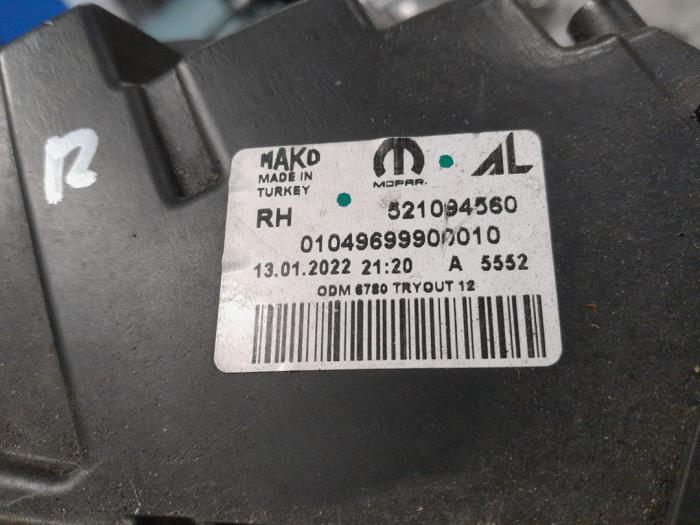 R
MAKO
MADE IN
TURKEY
MOPAR.
AL
RH
521094560
01049699900010
13.01.2022 21:20 A 5552
ODM 6780 TRYOUT 12